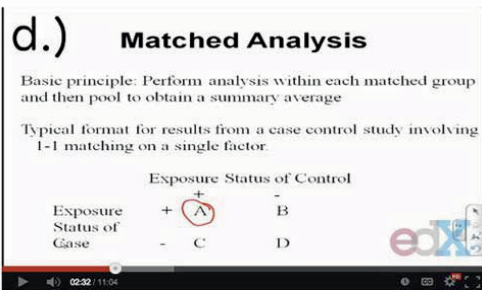 d.)
Matched Analysis
Basic principle: Perform analysis within each matched group
and then pool to obtain a summary average
Typical format for results from a case control study involving
1-1 matching on a single factor.
Exposure Status of Control
+ -
Exposure + A B
Status of
Case - C D
edX
02:32 / 11:04